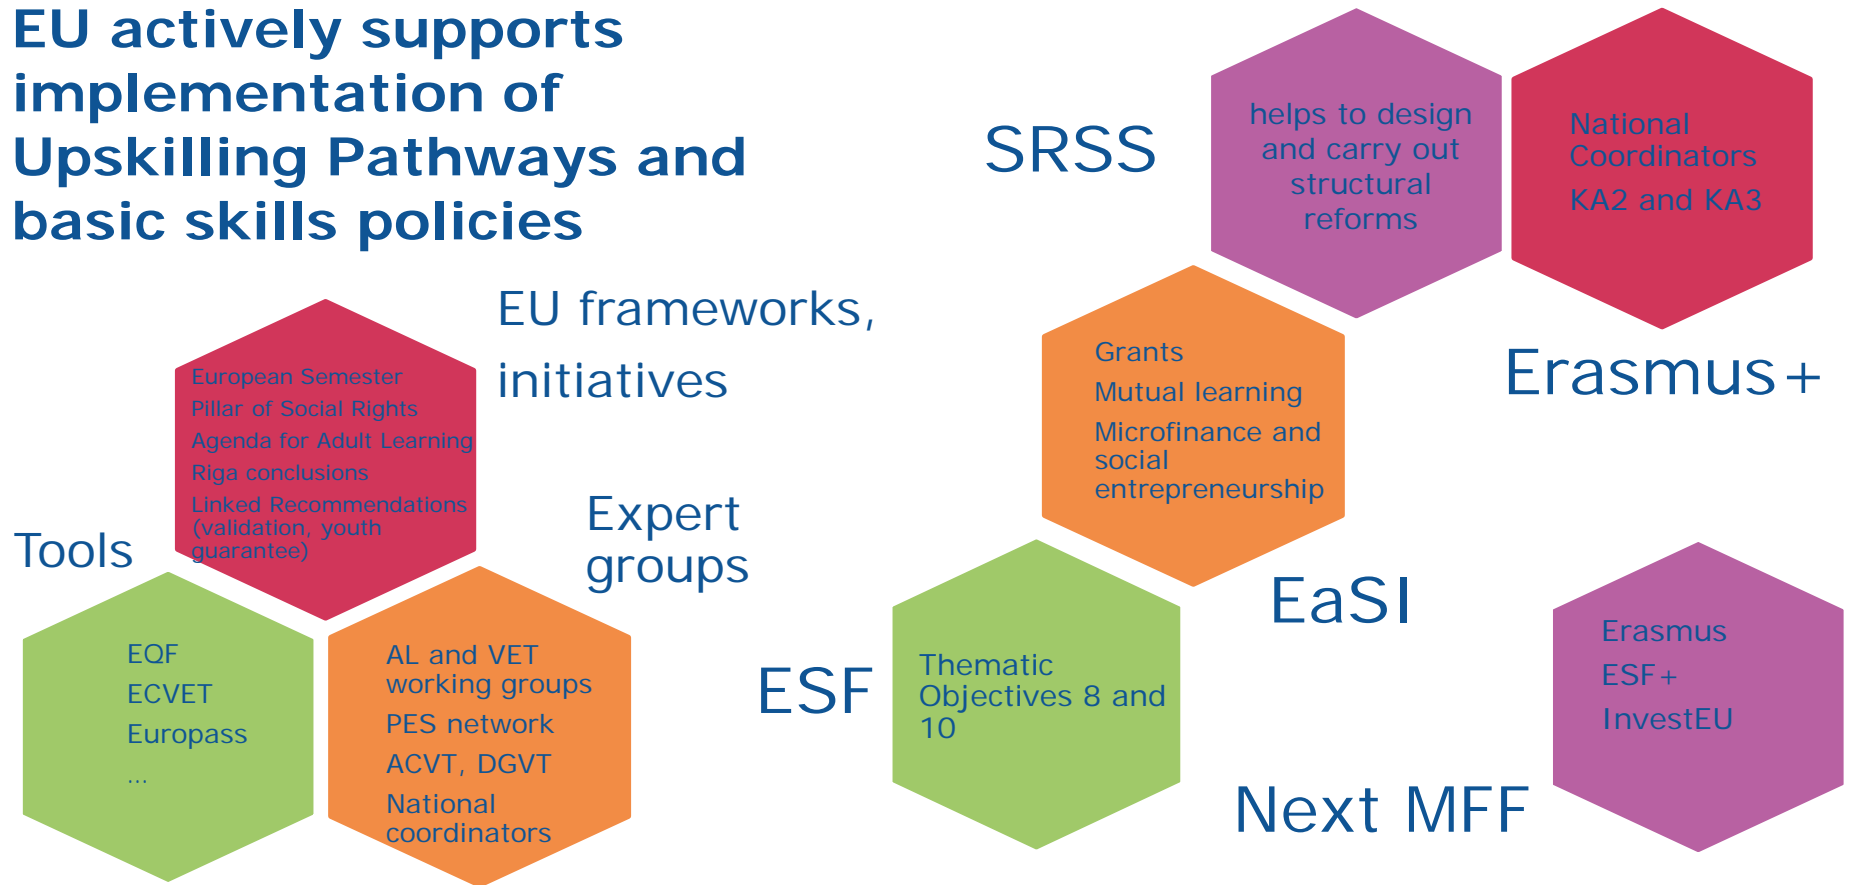 EU actively supports
implementation of
Upskilling Pathways and
basic skills policies
EU frameworks,
initiatives
European Semester
Pillar of Social Rights
Agenda for Adult Learning
Riga conclusions
Linked Recommendations
(validation, youth
guarantee)
Tools
EQF
ECVET
Europass
...
Expert
groups
AL and VET
working groups
PES network
ACVT, DGVT
National
coordinators
SRSS
helps to design
and carry out
structural
reforms
National
Coordinators
KA2 and KA3
Erasmus+
Grants
Mutual learning
Microfinance and
social
entrepreneurship
EaSI
ESF
Thematic
Objectives 8 and
10
Next MFF
Erasmus
ESF+
InvestEU